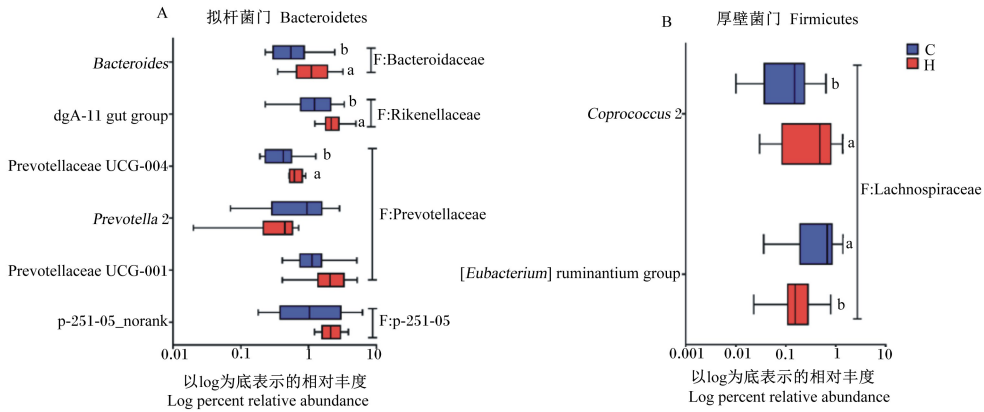 A
拟杆菌门 Bacteroidetes
Bacteroides
b
a
F:Bacteroidaceae
dgA-11 gut group
b
a
F:Rikenellaceae
Prevotellaceae UCG-004
b
a
Prevotella 2
F:Prevotellaceae
Prevotellaceae UCG-001
p-251-05_norank
F:p-251-05
0.01 0.1 1 10
以log为底表示的相对丰度
Log percent relative abundance
B
厚壁菌门 Firmicutes
C
H
Coprococcus 2
b
a
F:Lachnospiraceae
[Eubacterium] ruminantium group
a
b
0.001 0.01 0.1 1 10
以log为底表示的相对丰度
Log percent relative abundance